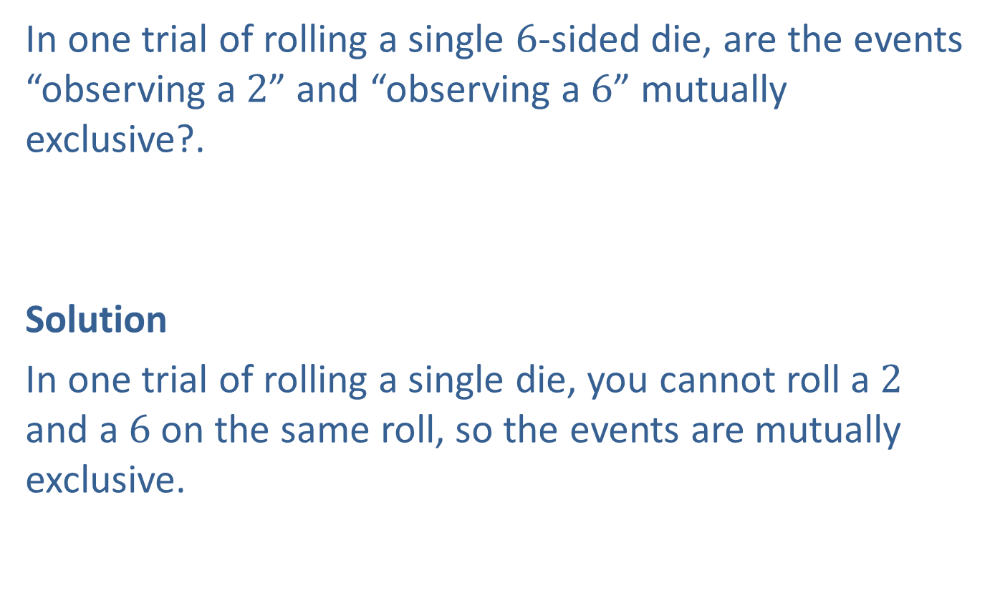 In one trial of rolling a single 6-sided die, are the events
“observing a 2” and “observing a 6” mutually
exclusive?.
Solution
In one trial of rolling a single die, you cannot roll a 2
and a 6 on the same roll, so the events are mutually
exclusive.